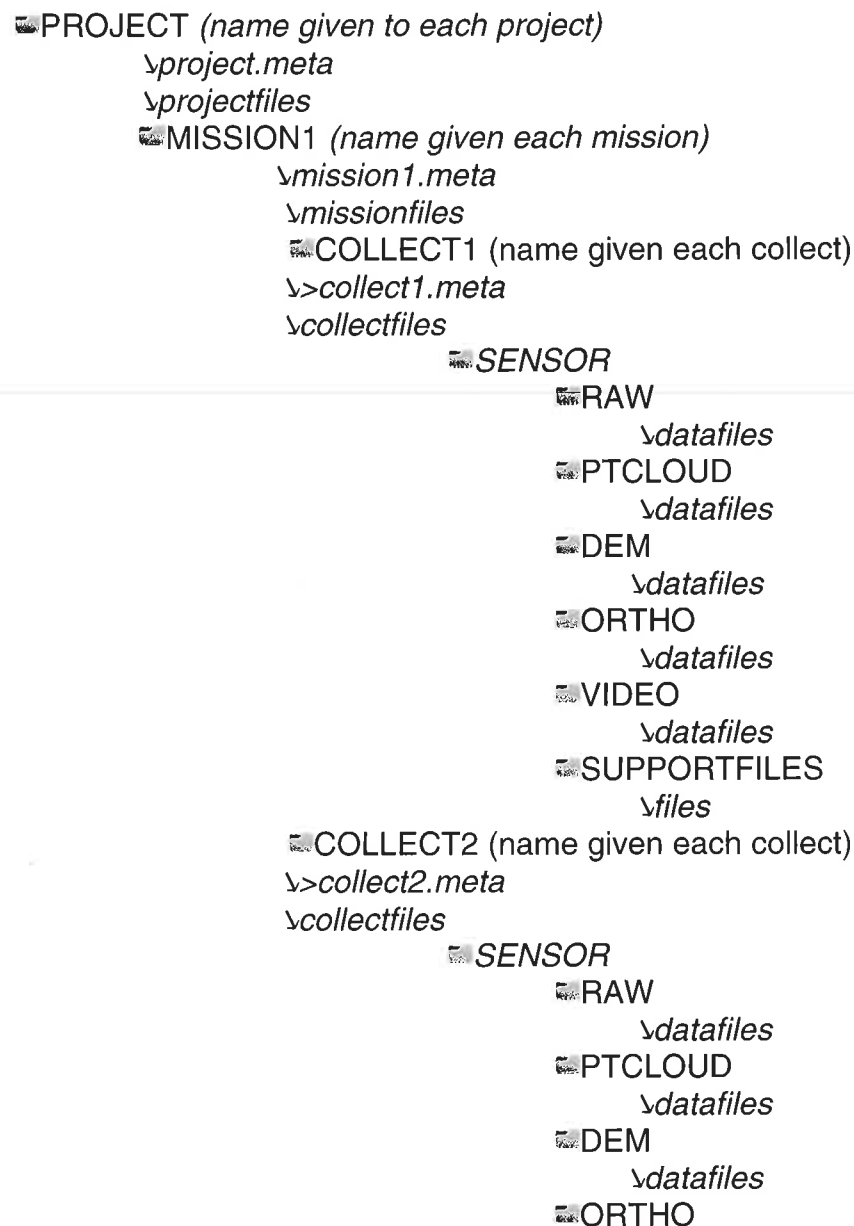 PROJECT (name given to each project)
↘project.meta
↘projectfiles
MISSION1 (name given each mission)
↘mission1.meta
↘missionfiles
COLLECT1 (name given each collect)
↘>collect1.meta
↘collectfiles
SENSOR
RAW
↘datafiles
PTCLOUD
↘datafiles
DEM
↘datafiles
ORTHO
↘datafiles
VIDEO
↘datafiles
SUPPORTFILES
↘files
COLLECT2 (name given each collect)
↘>collect2.meta
↘collectfiles
SENSOR
RAW
↘datafiles
PTCLOUD
↘datafiles
DEM
↘datafiles
ORTHO